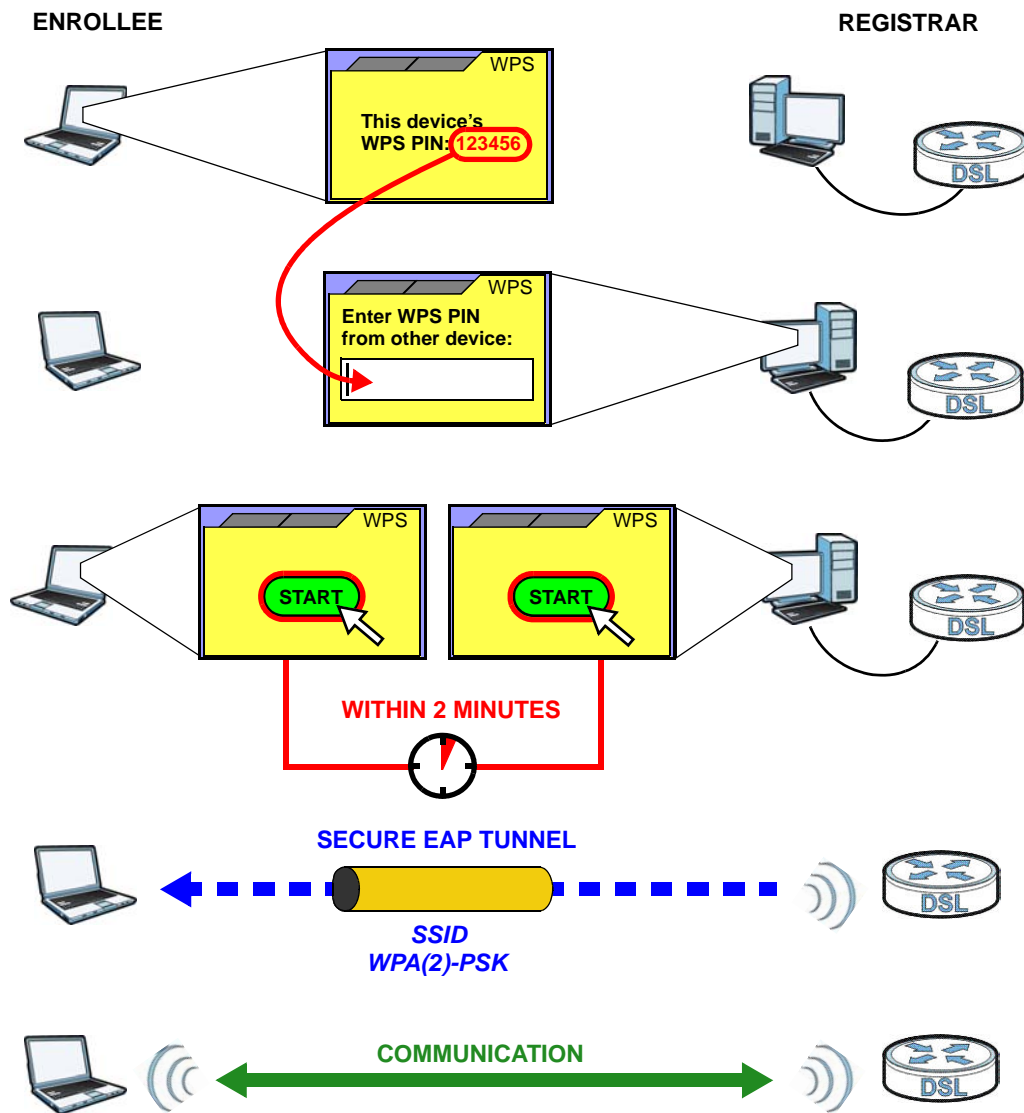 ENROLLEE
REGISTRAR
WPS
This device's
WPS PIN: 123456
DSL
WPS
Enter WPS PIN
from other device:
DSL
WPS
WPS
START
START
DSL
WITHIN 2 MINUTES
SECURE EAP TUNNEL
SSID
WPA(2)-PSK
DSL
COMMUNICATION
DSL